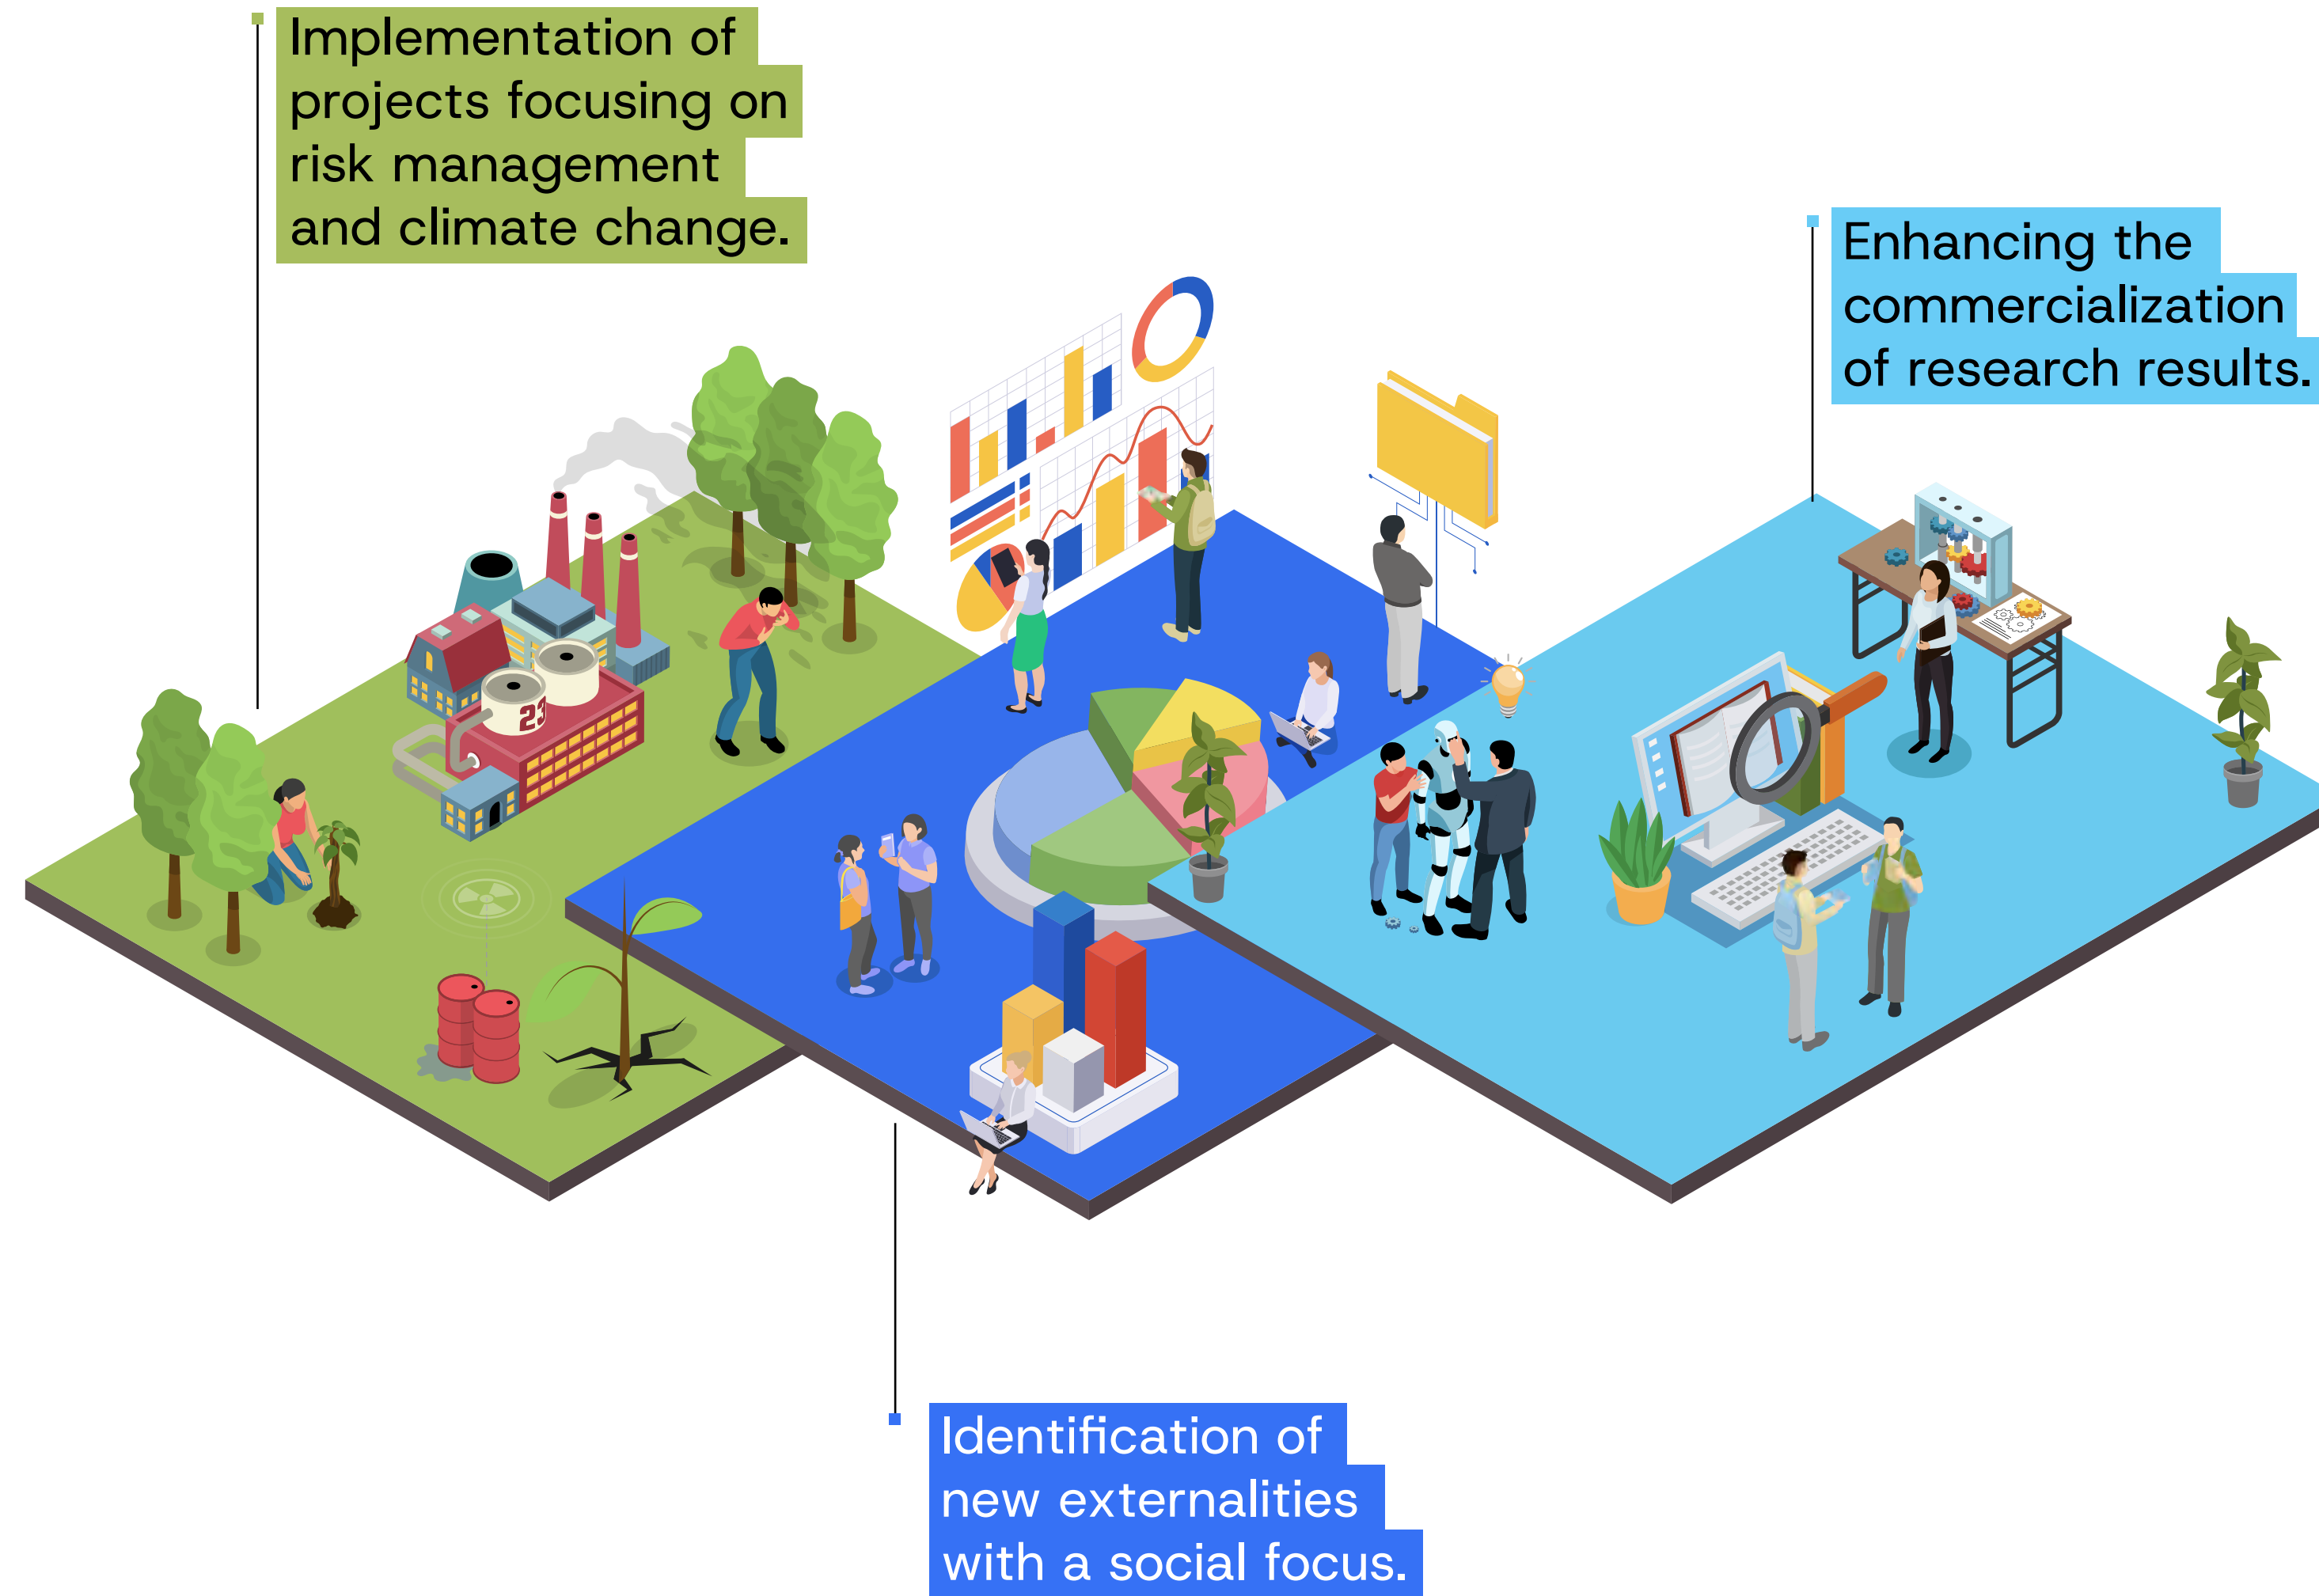 Implementation of
projects focusing on
risk management
and climate change.
Enhancing the
commercialization
of research results.
23
Identification of
new externalities
with a social focus.